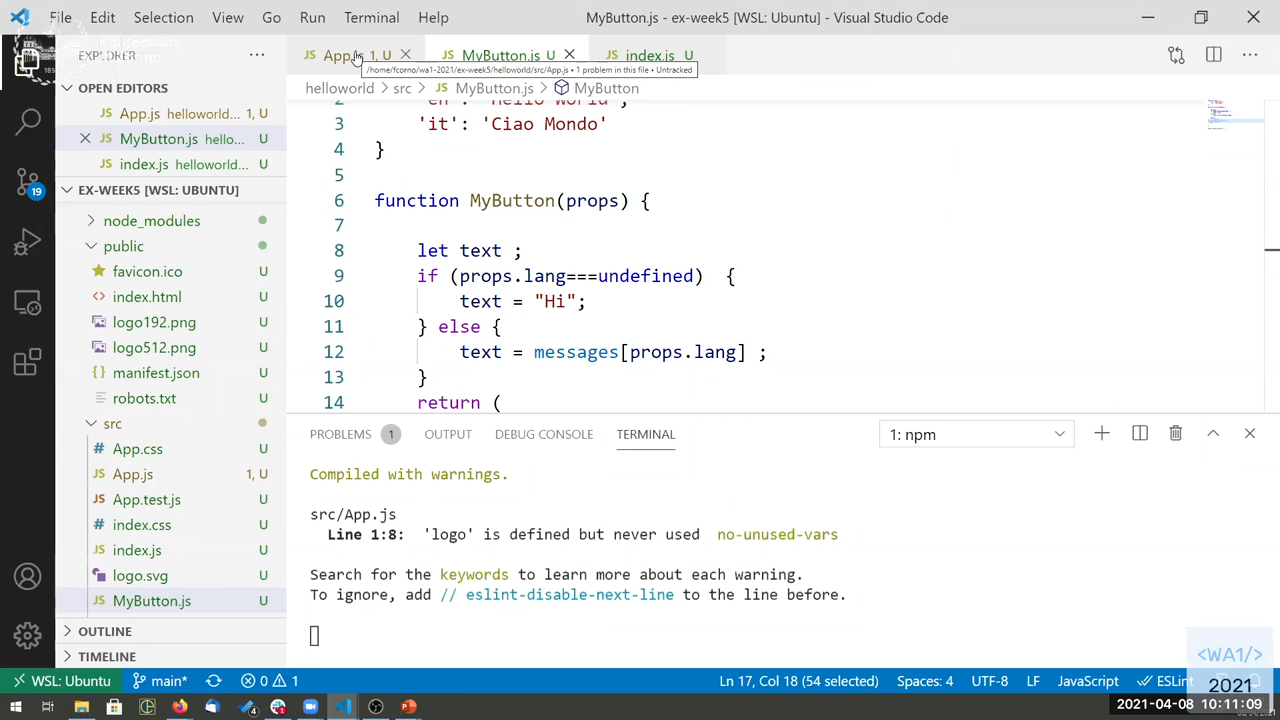 File Edit Selection View Go Run Terminal Help
MyButton.js - ex-week5 [WSL: Ubuntu] - Visual Studio Code
EXPLORER
App.js 1, U
MyButton.js U
index.js U
/home/fcorno/wa1-2021/ex-week5/helloworld/src/App.js • 1 problem in this file • Untracked
helloworld > src > MyButton.js > MyButton
OPEN EDITORS
App.js helloworld... 1, U
MyButton.js hello... U
index.js helloworld... U
EX-WEEK5 [WSL: UBUNTU]
node_modules
public
favicon.ico U
index.html U
logo192.png U
logo512.png U
manifest.json U
robots.txt U
src
App.css U
App.js 1, U
App.test.js U
index.css U
index.js U
logo.svg U
MyButton.js U
OUTLINE
TIMELINE
2 'en': 'Hello World',
3 'it': 'Ciao Mondo'
4 }
5
6 function MyButton(props) {
7
8 let text ;
9 if (props.lang===undefined) {
10 text = "Hi";
11 } else {
12 text = messages[props.lang] ;
13 }
14 return (
PROBLEMS 1 OUTPUT DEBUG CONSOLE TERMINAL
1: npm
Compiled with warnings.
src/App.js
Line 1:8: 'logo' is defined but never used no-unused-vars
Search for the keywords to learn more about each warning.
To ignore, add // eslint-disable-next-line to the line before.
19
<WA1/>
2021
WSL: Ubuntu main* 0 1
Ln 17, Col 18 (54 selected) Spaces: 4 UTF-8 LF JavaScript ESLint
2021-04-08 10:11:09